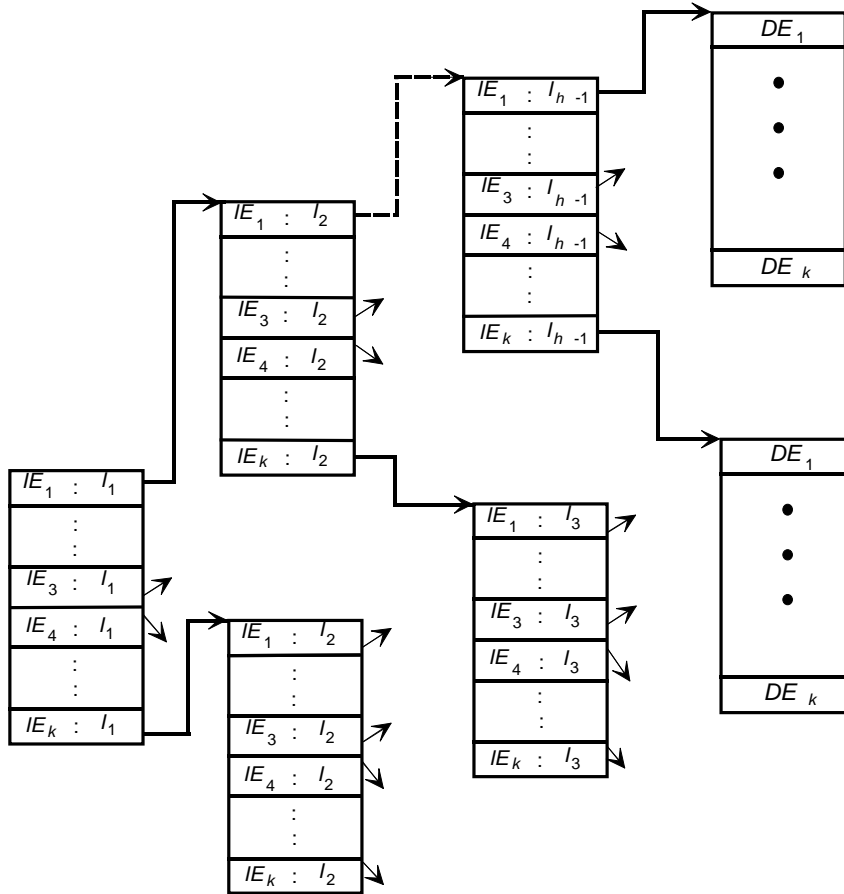 IE1 : I1
:
:
IE3 : I1
IE4 : I1
:
:
IEk : I1
IE1 : I2
:
:
IE3 : I2
IE4 : I2
:
:
IEk : I2
IE1 : I2
:
:
IE3 : I2
IE4 : I2
:
:
IEk : I2
IE1 : Ih-1
:
:
IE3 : Ih-1
IE4 : Ih-1
:
:
IEk : Ih-1
IE1 : I3
:
:
IE3 : I3
IE4 : I3
:
:
IEk : I3
DE1
DEk
DE1
DEk